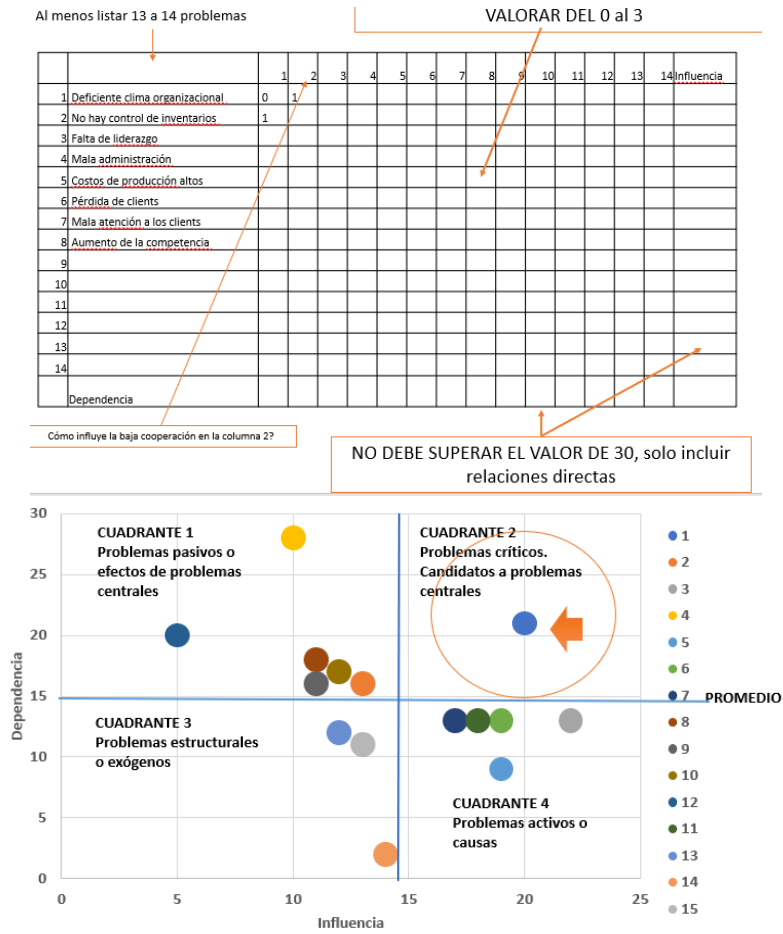 Al menos listar 13 a 14 problemas
VALORAR DEL 0 al 3
1 2 3 4 5 6 7 8 9 10 11 12 13 14 Influencia
1 Deficiente clima organizacional 0 1
2 No hay control de inventarios 1
3 Falta de liderazgo
4 Mala administración
5 Costos de producción altos
6 Pérdida de clients
7 Mala atención a los clients
8 Aumento de la competencia
9
10
11
12
13
14
Dependencia
Cómo influye la baja cooperación en la columna 2?
NO DEBE SUPERAR EL VALOR DE 30, solo incluir
relaciones directas
30
25
20
15
10
5
0
Dependencia
CUADRANTE 1
Problemas pasivos o
efectos de problemas
centrales
CUADRANTE 2
Problemas críticos.
Candidatos a problemas
centrales
PROMEDIO
CUADRANTE 3
Problemas estructurales
o exógenos
CUADRANTE 4
Problemas activos o
causas
0 5 10 15 20 25
Influencia
1
2
3
4
5
6
7
8
9
10
12
11
13
14
15